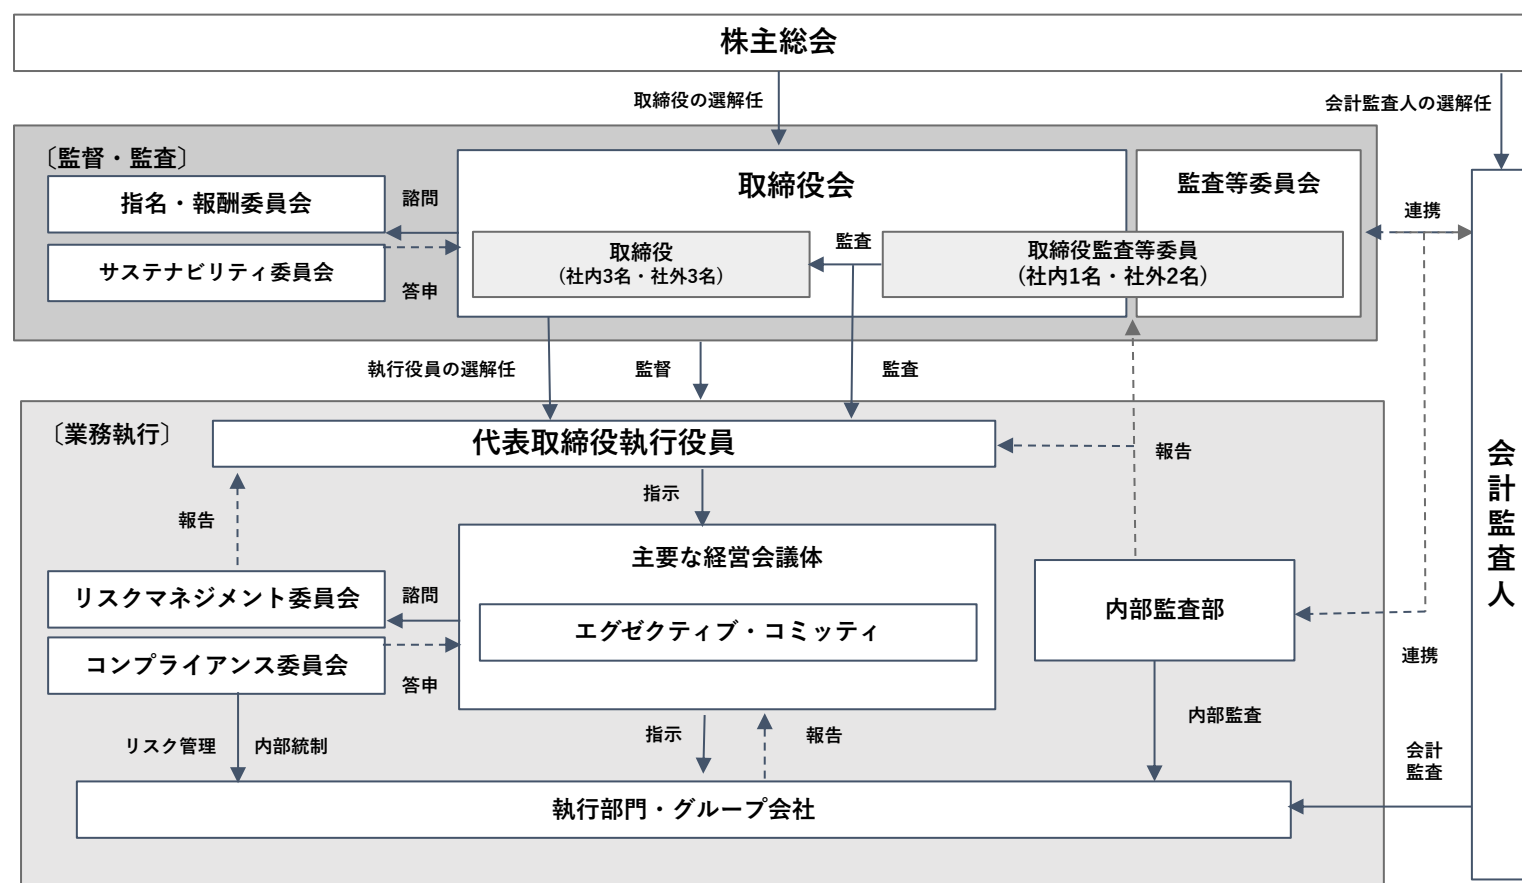 株主総会
取締役の選解任
会計監査人の選解任
〔監督・監査〕
指名・報酬委員会
諮問
サステナビリティ委員会
答申
取締役会
監査等委員会
取締役
(社内3名・社外3名)
監査
取締役監査等委員
(社内1名・社外2名)
連携
執行役員の選解任
監督
監査
〔業務執行〕
代表取締役執行役員
報告
指示
報告
主要な経営会議体
エグゼクティブ・コミッティ
リスクマネジメント委員会
諮問
コンプライアンス委員会
答申
内部監査部
連携
会計監査人
リスク管理
内部統制
指示
報告
内部監査
会計
監査
執行部門・グループ会社